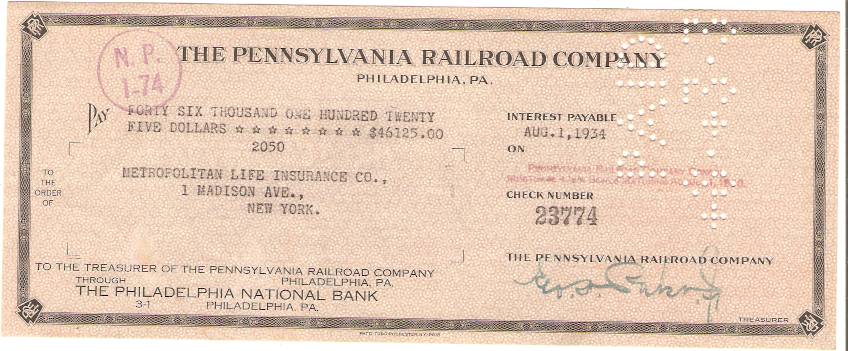 N. P.
1-74
THE PENNSYLVANIA RAILROAD COMPANY
PHILADELPHIA, PA.
PAY
FORTY SIX THOUSAND ONE HUNDRED TWENTY
FIVE DOLLARS ☆ ☆ ☆ ☆ ☆ ☆ ☆ ☆ $46125.00
2050
TO
THE
ORDER
OF
METROPOLITAN LIFE INSURANCE CO.,
1 MADISON AVE.,
NEW YORK.
INTEREST PAYABLE
AUG.1,1934
ON
PENNSYLVANIA
CHECK NUMBER
23774
THE PENNSYLVANIA RAILROAD COMPANY
TREASURER
TO THE TREASURER OF THE PENNSYLVANIA RAILROAD COMPANY
THROUGH PHILADELPHIA, PA.
THE PHILADELPHIA NATIONAL BANK
3-1 PHILADELPHIA, PA.